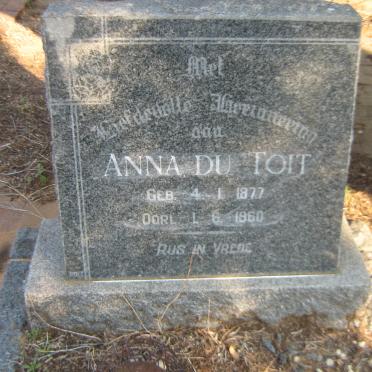 Met
Liefdevolle Herinnering
aan
ANNA DU TOIT
GEB. 4. 1. 1877
OORL. 1. 6. 1960
RUS IN VREDE